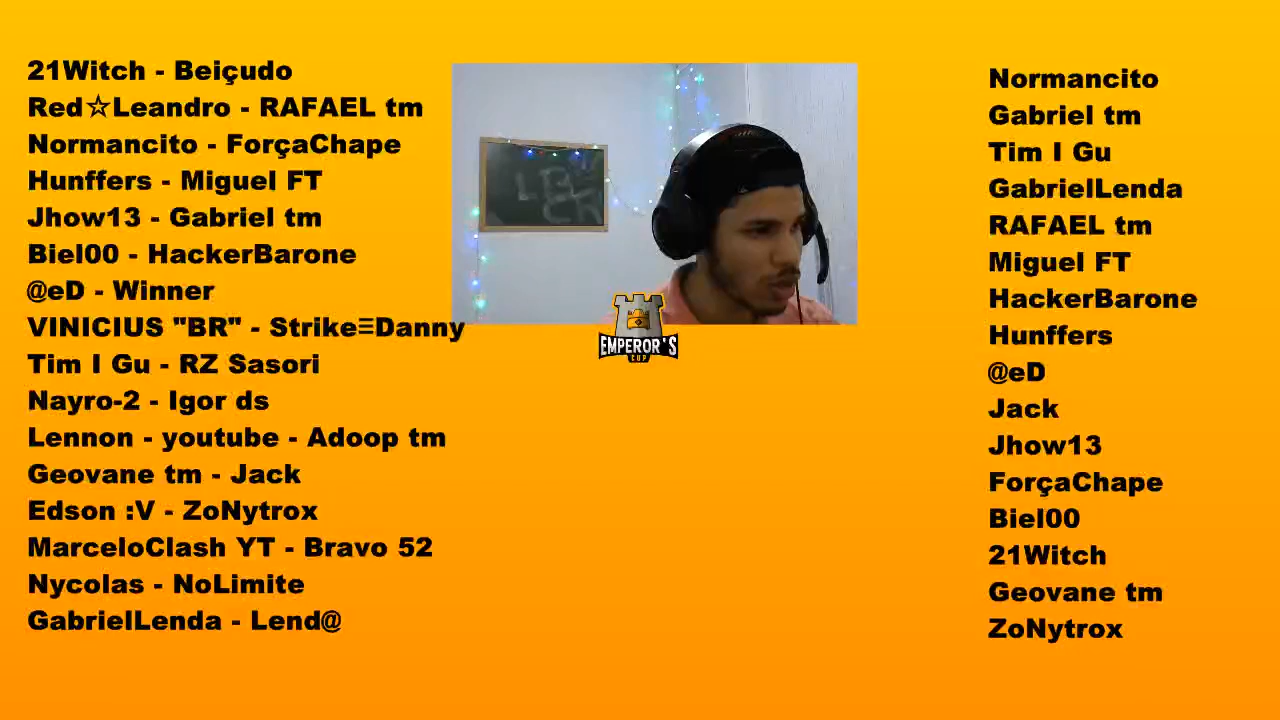 21Witch - Beiçudo
Red☆Leandro - RAFAEL tm
Normancito - ForçaChape
Hunffers - Miguel FT
Jhow13 - Gabriel tm
Biel00 - HackerBarone
@eD - Winner
VINICIUS "BR" - Strike☰Danny
Tim I Gu - RZ Sasori
Nayro-2 - Igor ds
Lennon - youtube - Adoop tm
Geovane tm - Jack
Edson :V - ZoNytrox
MarceloClash YT - Bravo 52
Nycolas - NoLimite
GabrielLenda - Lend@
EMPEROR'S
CUP
Normancito
Gabriel tm
Tim I Gu
GabrielLenda
RAFAEL tm
Miguel FT
HackerBarone
Hunffers
@eD
Jack
Jhow13
ForçaChape
Biel00
21Witch
Geovane tm
ZoNytrox